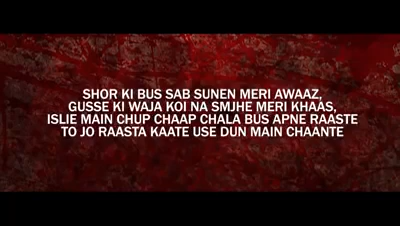 SHOR KI BUS SAB SUNEN MERI AWAAZ,
GUSSE KI WAJA KOI NA SMJHE MERI KHAAS,
ISLIE MAIN CHUP CHAAP CHALA BUS APNE RAASTE
TO JO RAASTA KAATE USE DUN MAIN CHAANTE